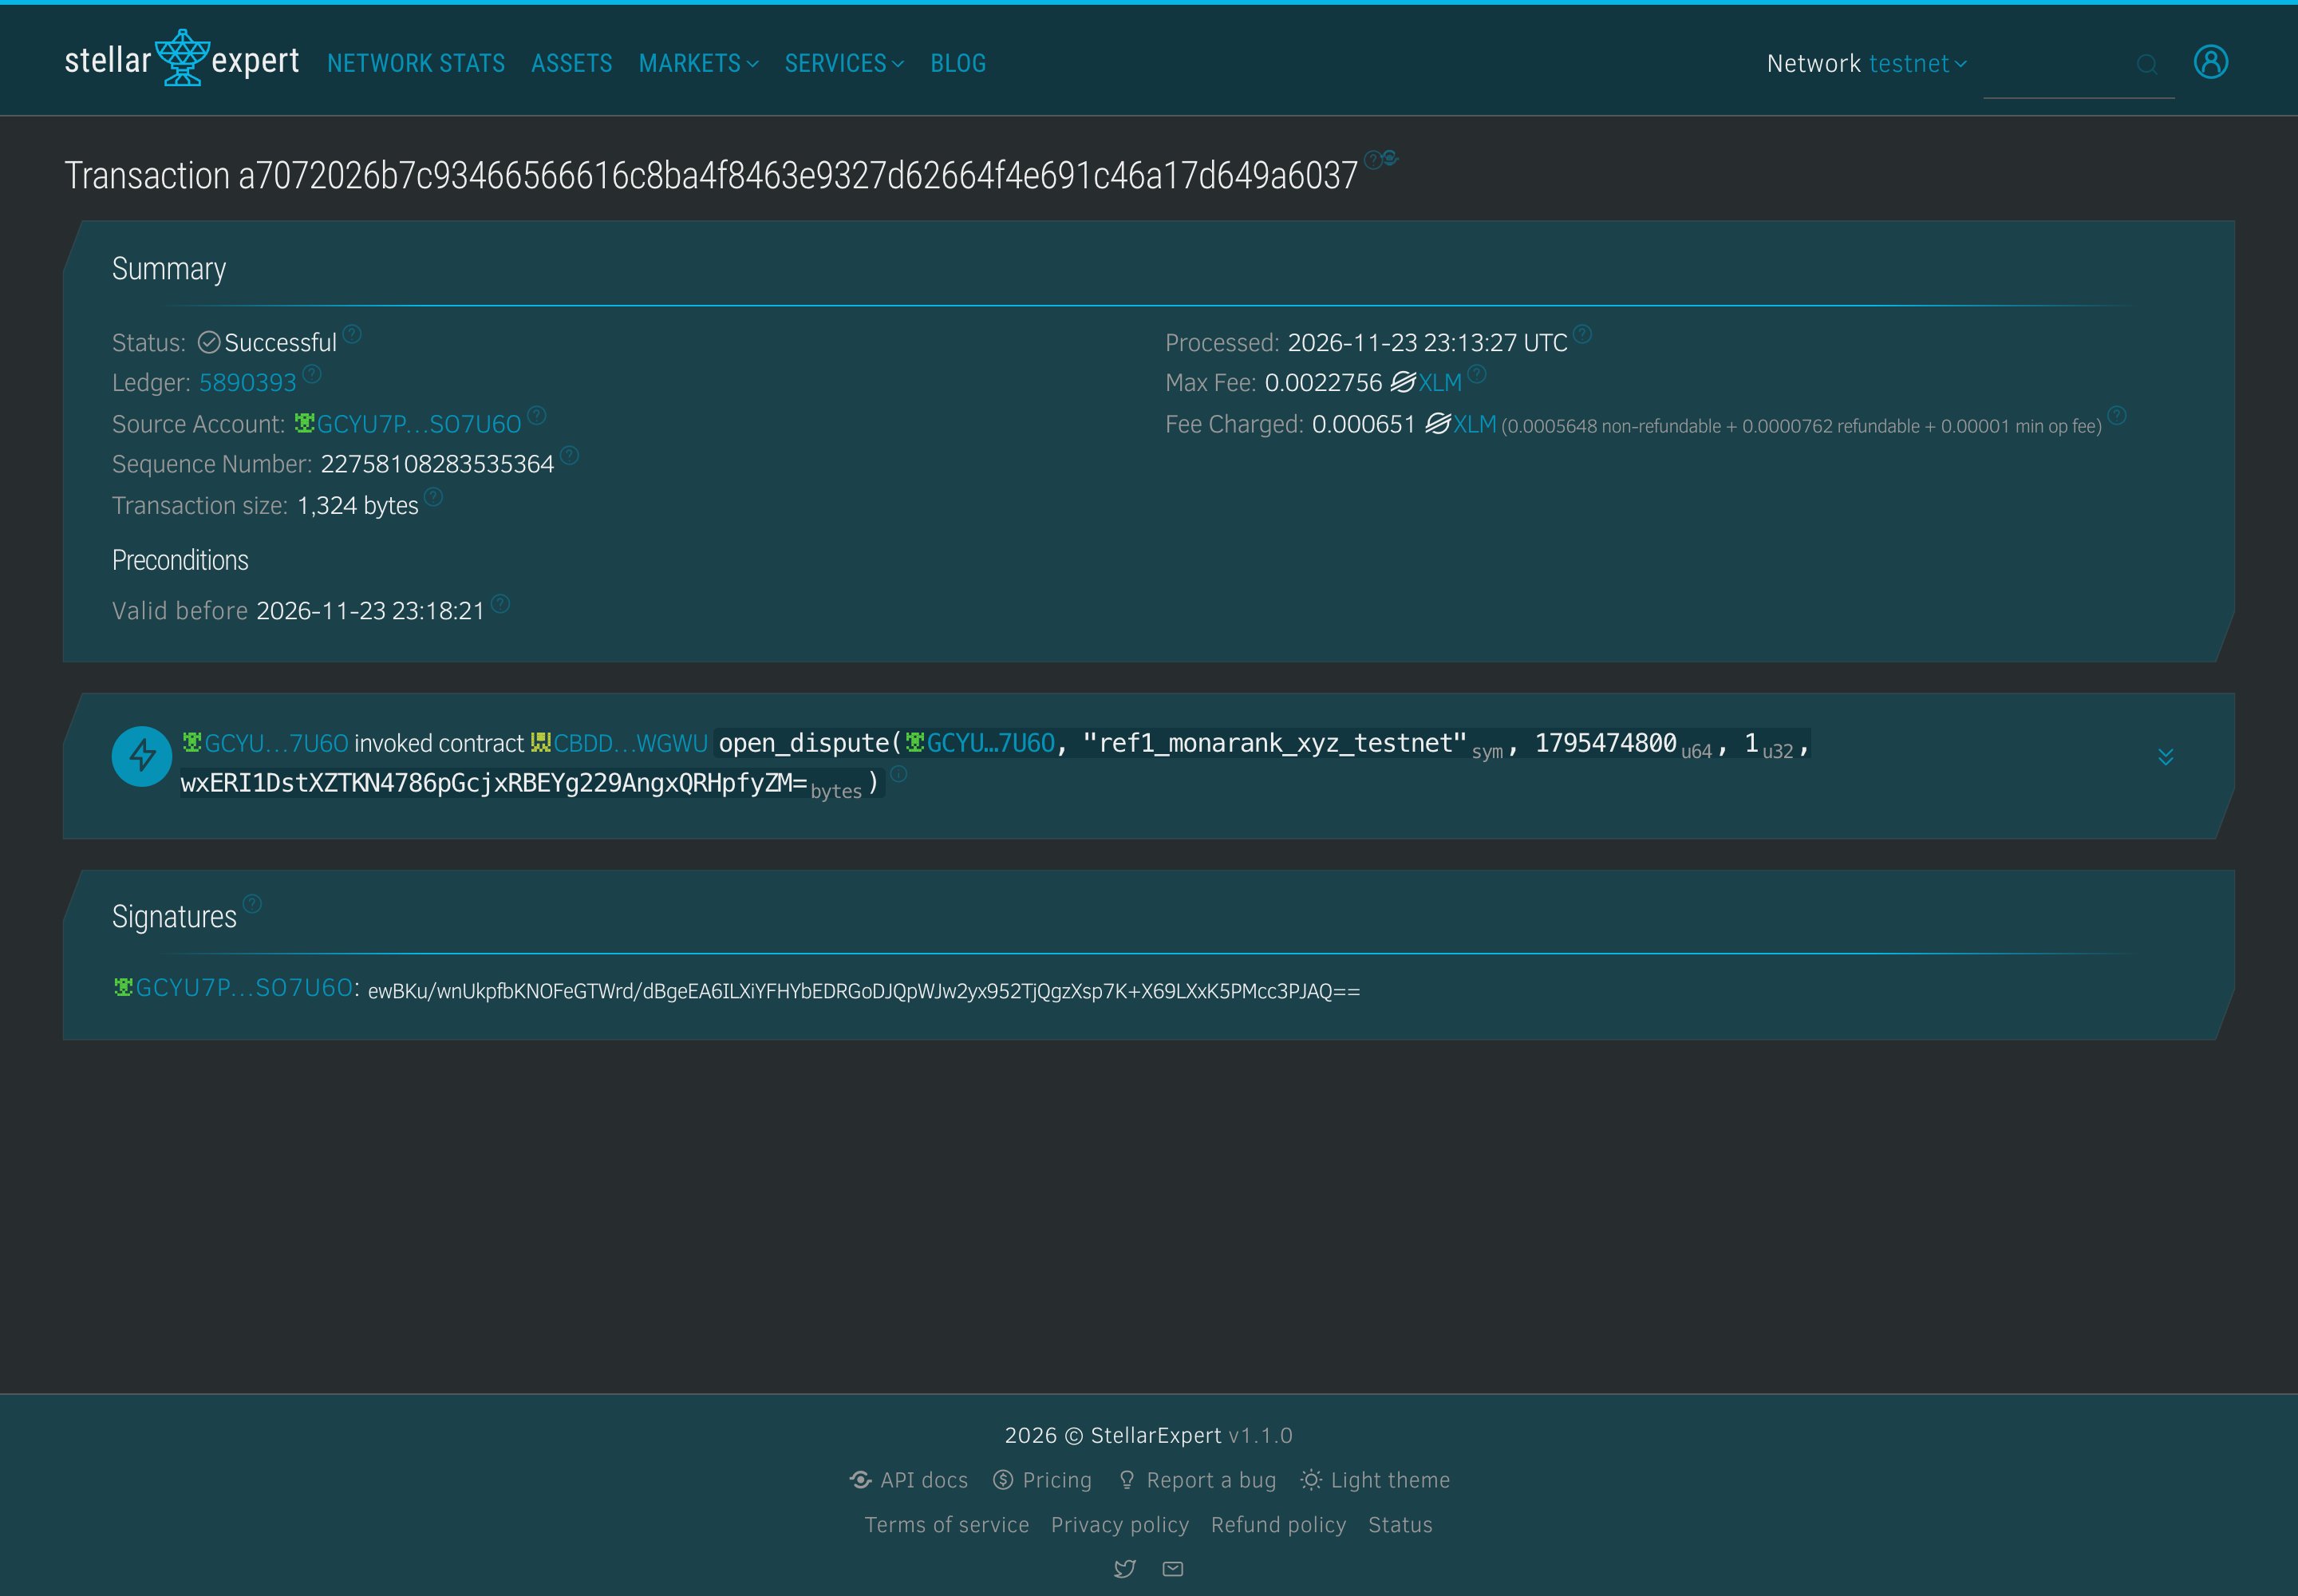 stellar expert NETWORK STATS ASSETS MARKETS SERVICES BLOG Network testnet
Transaction a7072026b7c93466566616c8ba4f8463e9327d62664f4e691c46a17d649a6037
Summary
Status: Successful
Ledger: 5890393
Source Account: GCYU7P…SO7U6O
Sequence Number: 22758108283535364
Transaction size: 1,324 bytes
Processed: 2026-11-23 23:13:27 UTC
Max Fee: 0.0022756 XLM
Fee Charged: 0.000651 XLM (0.0005648 non-refundable + 0.0000762 refundable + 0.00001 min op fee)
Preconditions
Valid before 2026-11-23 23:18:21
GCYU…7U6O invoked contract CBDD…WGWU open_dispute(GCYU…7U6O, "ref1_monarank_xyz_testnet"sym, 1795474800u64, 1u32,
wxERI1DstXZTKN4786pGcjxRBEYg229AngxQRHpfyZM=bytes)
Signatures
GCYU7P…SO7U6O: ewBKu/wnUkpfbKNOFeGTWrd/dBgeEA6ILXiYFHYbEDRGoDJQpWJw2yx952TjQgzXsp7K+X69LXxK5PMcc3PJAQ==
2026 © StellarExpert v1.1.0
API docs Pricing Report a bug Light theme
Terms of service Privacy policy Refund policy Status